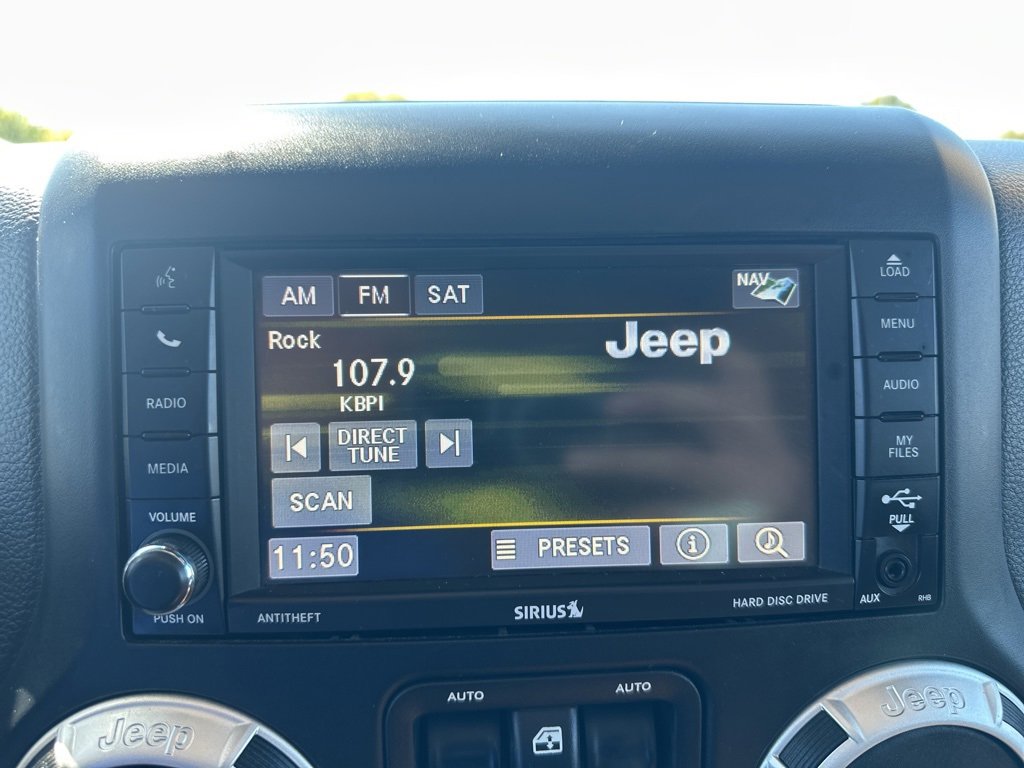 AM FM SAT NAV
Rock
Jeep
107.9
KBPI
DIRECT
TUNE
SCAN
11:50 PRESETS i
RADIO
MEDIA
VOLUME
PUSH ON
LOAD
MENU
AUDIO
MY
FILES
PULL
AUX RHB
ANTITHEFT SIRIUS HARD DISC DRIVE
AUTO AUTO
Jeep Jeep